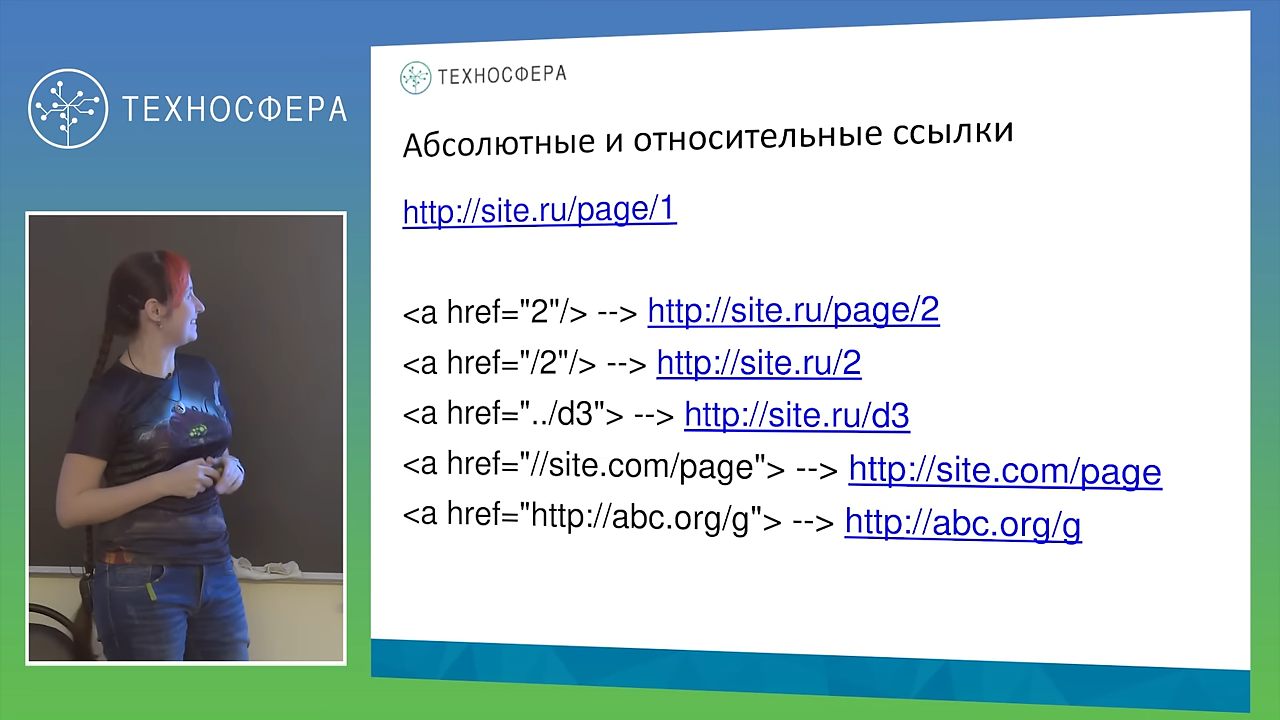 ТЕХНОСФЕРА
ТЕХНОСФЕРА
Абсолютные и относительные ссылки
http://site.ru/page/1
<a href="2"/> --> http://site.ru/page/2
<a href="/2"/> --> http://site.ru/2
<a href="../d3"> --> http://site.ru/d3
<a href="//site.com/page"> --> http://site.com/page
<a href="http://abc.org/g"> --> http://abc.org/g